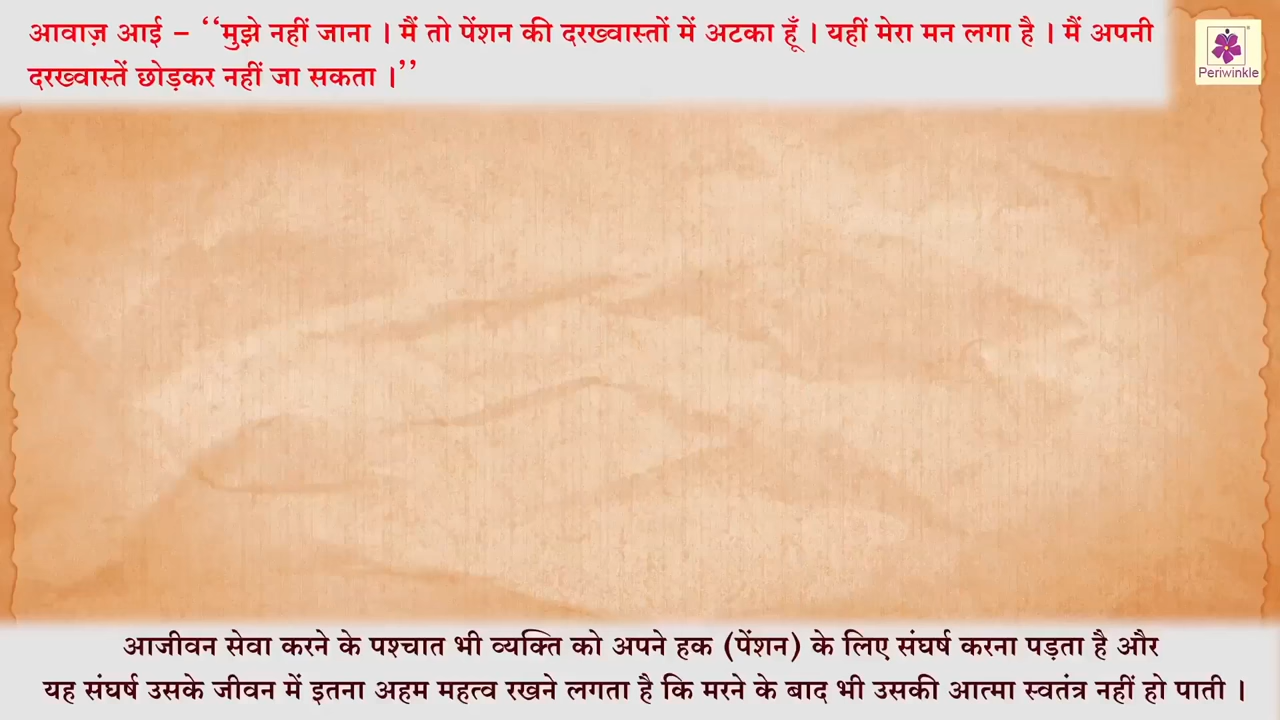 आवाज़ आई – ‘‘मुझे नहीं जाना । मैं तो पेंशन की दरख्वास्तों में अटका हूँ । यहीं मेरा मन लगा है । मैं अपनी
दरख्वास्तें छोड़कर नहीं जा सकता ।’’
Periwinkle
आजीवन सेवा करने के पश्चात भी व्यक्ति को अपने हक (पेंशन) के लिए संघर्ष करना पड़ता है और
यह संघर्ष उसके जीवन में इतना अहम महत्व रखने लगता है कि मरने के बाद भी उसकी आत्मा स्वतंत्र नहीं हो पाती ।